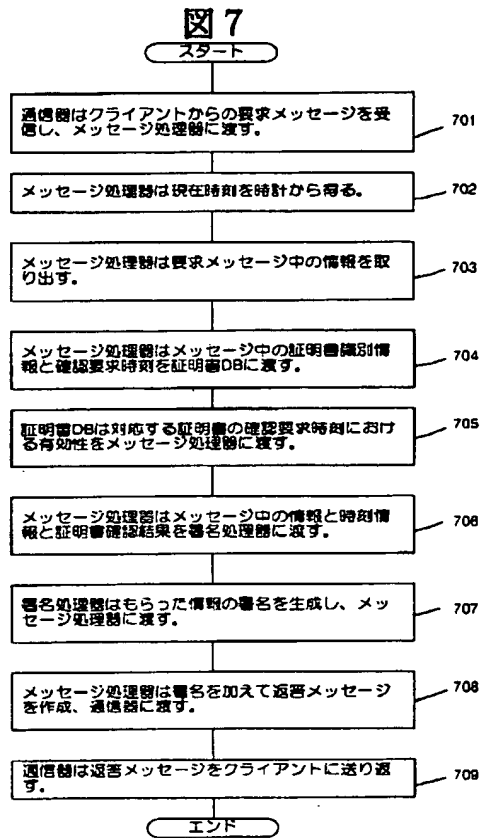 図7
スタート
通信器はクライアントからの要求メッセージを受
信し、メッセージ処理器に渡す。
701
メッセージ処理器は現在時刻を時計から得る。
702
メッセージ処理器は要求メッセージ中の情報を取
り出す。
703
メッセージ処理器はメッセージ中の証明書識別情
報と確認要求時刻を証明書DBに渡す。
704
証明書DBは対応する証明書の確認要求時刻におけ
る有効性をメッセージ処理器に渡す。
705
メッセージ処理器はメッセージ中の情報と時刻情
報と証明書確認結果を署名処理器に渡す。
706
署名処理器はもらった情報の署名を生成し、メッ
セージ処理器に渡す。
707
メッセージ処理器は署名を加えて返答メッセージ
を作成、通信器に渡す。
708
通信器は返答メッセージをクライアントに送り返
す。
709
エンド